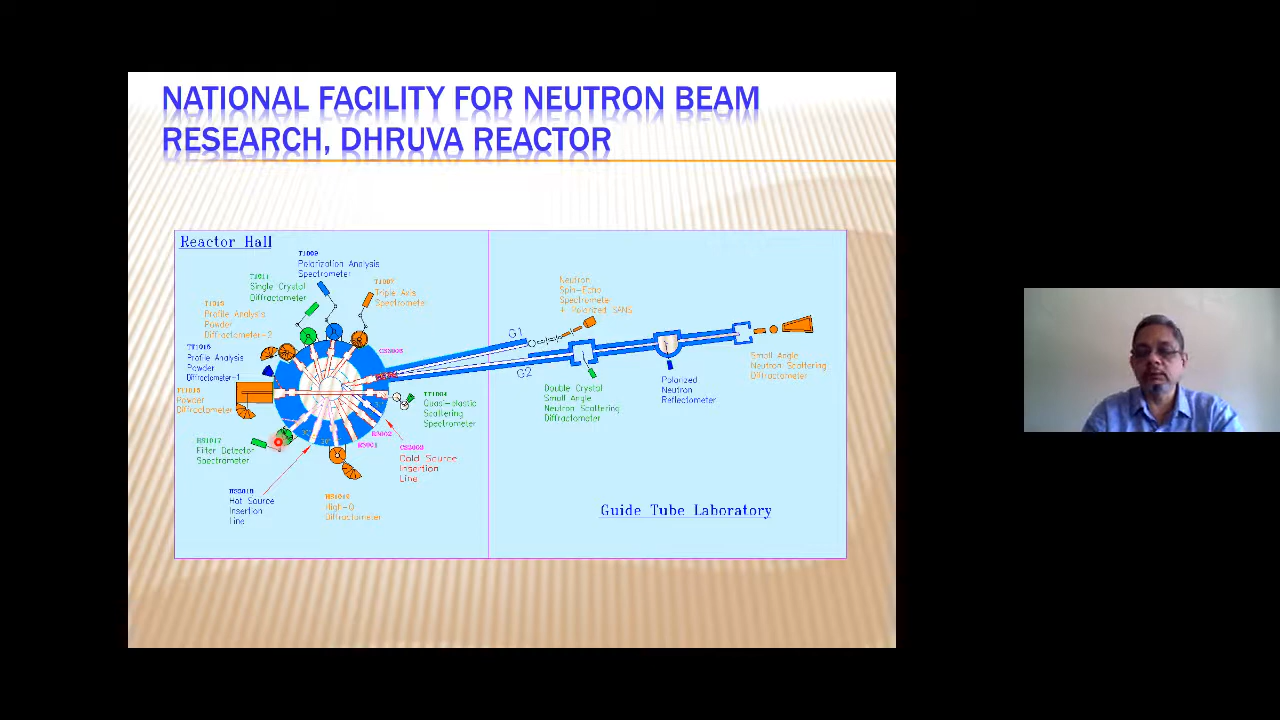 NATIONAL FACILITY FOR NEUTRON BEAM
RESEARCH, DHRUVA REACTOR
Reactor Hall
Polarization Analysis
Spectrometer
Single Crystal
Diffractometer
Triple Axis
Spectrometer
Profile Analysis
Powder
Diffractometer-2
Profile Analysis
Powder
Diffractometer-1
Powder
Diffractometer
Filter Detector
Spectrometer
Hot Source
Insertion
Line
High-Q
Diffractometer
Cold Source
Insertion
Line
Scattering
Spectrometer
G1
G2
Neutron
Spin-Echo
Spectromete
+ Polarized SANS
Double Crystal
Small Angle
Neutron Scattering
Diffractometer
Polarized
Neutron
Reflectometer
Small Angle
Neutron Scattering
Diffractometer
Guide Tube Laboratory